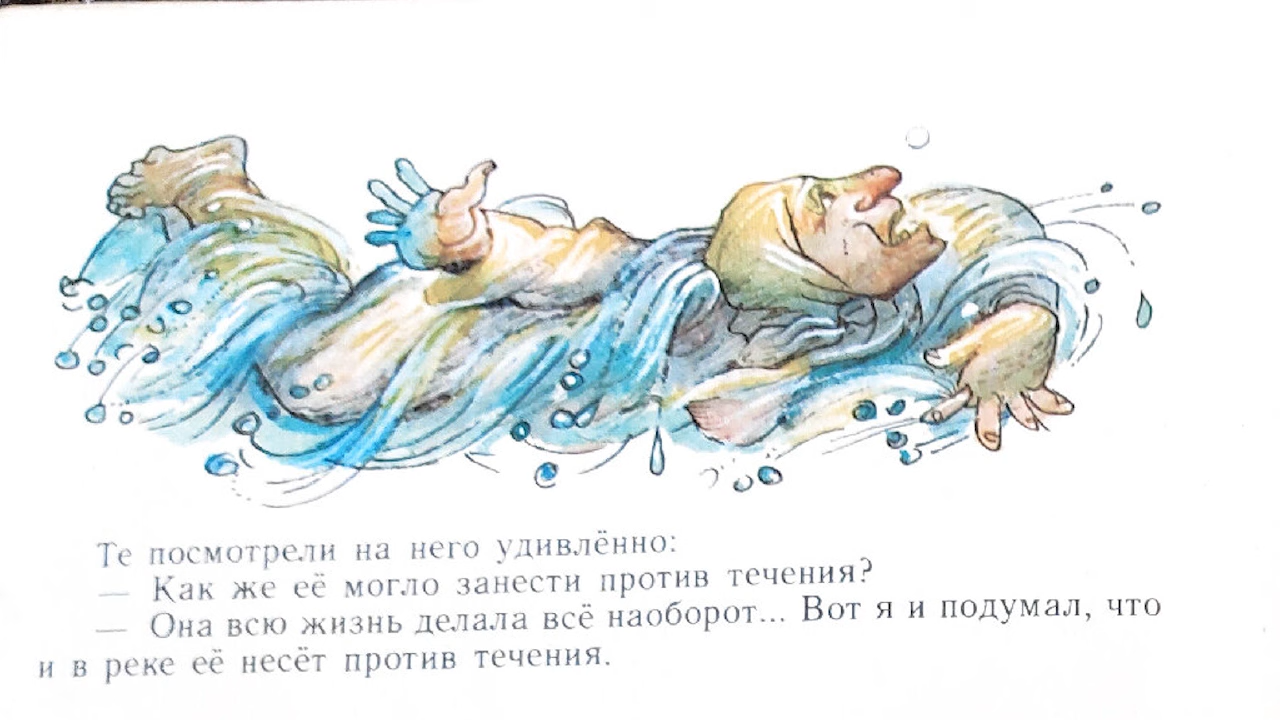 Те посмотрели на него удивлённо:
— Как же её могло занести против течения?
— Она всю жизнь делала всё наоборот... Вот я и подумал, что
и в реке её несёт против течения.